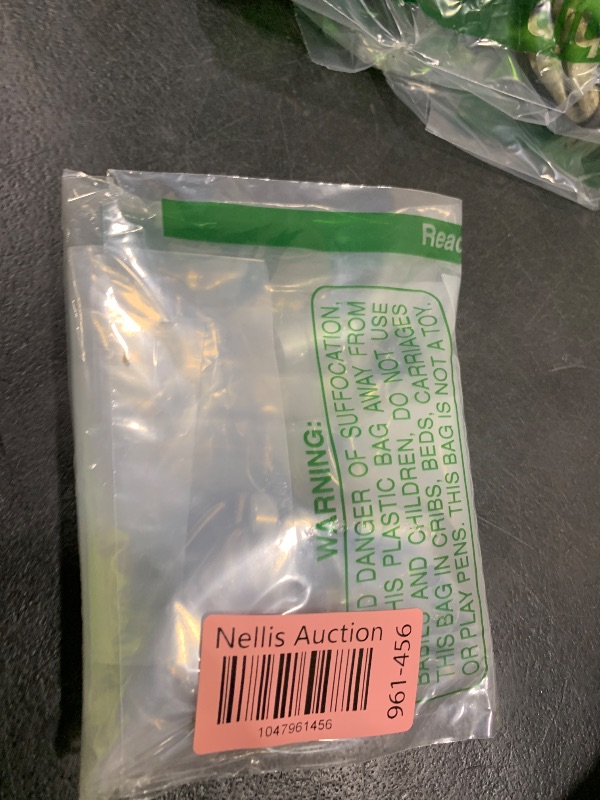 Read
WARNING:
D DANGER OF SUFFOCATION,
HIS PLASTIC BAG AWAY FROM
BABIES AND CHILDREN. DO NOT USE
THIS BAG IN CRIBS, BEDS, CARRIAGES
OR PLAY PENS. THIS BAG IS NOT A TOY.
Nellis Auction
1047961456
961-456